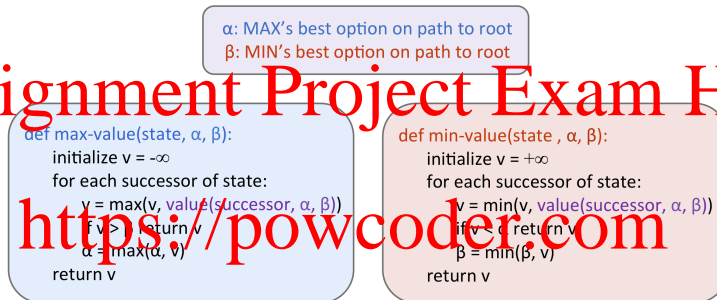 α: MAX's best option on path to root
β: MIN's best option on path to root
ignment Project Exam H
def max-value(state, α, β):
initialize v = -∞
for each successor of state:
v = max(v, value(successor, α, β))
if v return v
α = max(α, v)
return v
def min-value(state , α, β):
initialize v = +∞
for each successor of state:
v = min(v, value(successor, α, β))
if v return v
β = min(β, v)
return v
https://powcoder.com